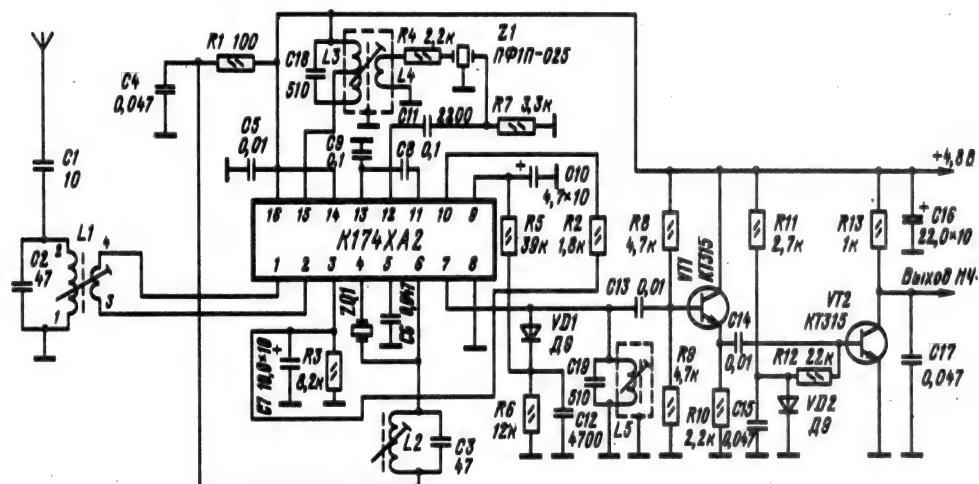 R1 100
C4
0,047
C18
510
L3
L4
R4 2,2к
Z1
ПФ1П-025
C11
2200
R7 3,3к
C5
0,01
C9
0,1
C8
0,1
+ C10
4,7×10
+4,8В
C1
10
16 15 14 13 12 11 10 9
К174ХА2
1 2 3 4 5 6 7 8
R5
39к
R2
1,8к
R8
4,7к
VT1
КТ315
R11
2,7к
R13
1к
+ C16
22,0×10
L1
2
4
C2
47
1
3
ZQ1
C6 0,047
C13 0,01
Выход НЧ
VT2
КТ315
C14
0,01
VD1
Д9
C7 10,0×10
+
R3
8,2к
C19
510
L5
R9
4,7к
R12 22к
C17
0,047
R6
12к
C12
4700
R10
2,2к
C15
0,047
VD2
Д9
L2
C3
47